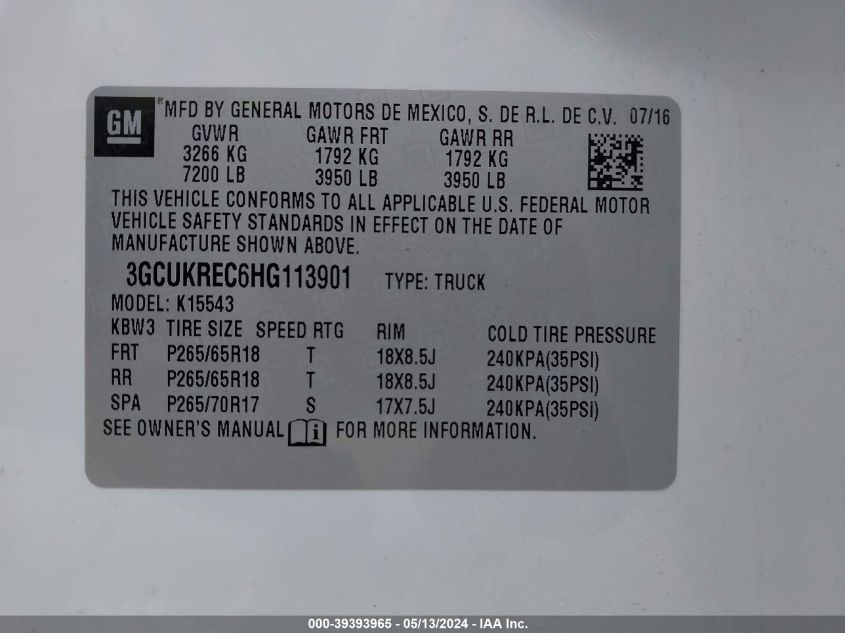 GM ® MFD BY GENERAL MOTORS DE MEXICO, S. DE R.L. DE C.V. 07/16
GVWR GAWR FRT GAWR RR
3266 KG 1792 KG 1792 KG
7200 LB 3950 LB 3950 LB
THIS VEHICLE CONFORMS TO ALL APPLICABLE U.S. FEDERAL MOTOR
VEHICLE SAFETY STANDARDS IN EFFECT ON THE DATE OF
MANUFACTURE SHOWN ABOVE.
3GCUKREC6HG113901 TYPE: TRUCK
MODEL: K15543
KBW3 TIRE SIZE SPEED RTG RIM COLD TIRE PRESSURE
FRT P265/65R18 T 18X8.5J 240KPA(35PSI)
RR P265/65R18 T 18X8.5J 240KPA(35PSI)
SPA P265/70R17 S 17X7.5J 240KPA(35PSI)
SEE OWNER'S MANUAL i FOR MORE INFORMATION.
000-39393965 - 05/13/2024 - IAA Inc.